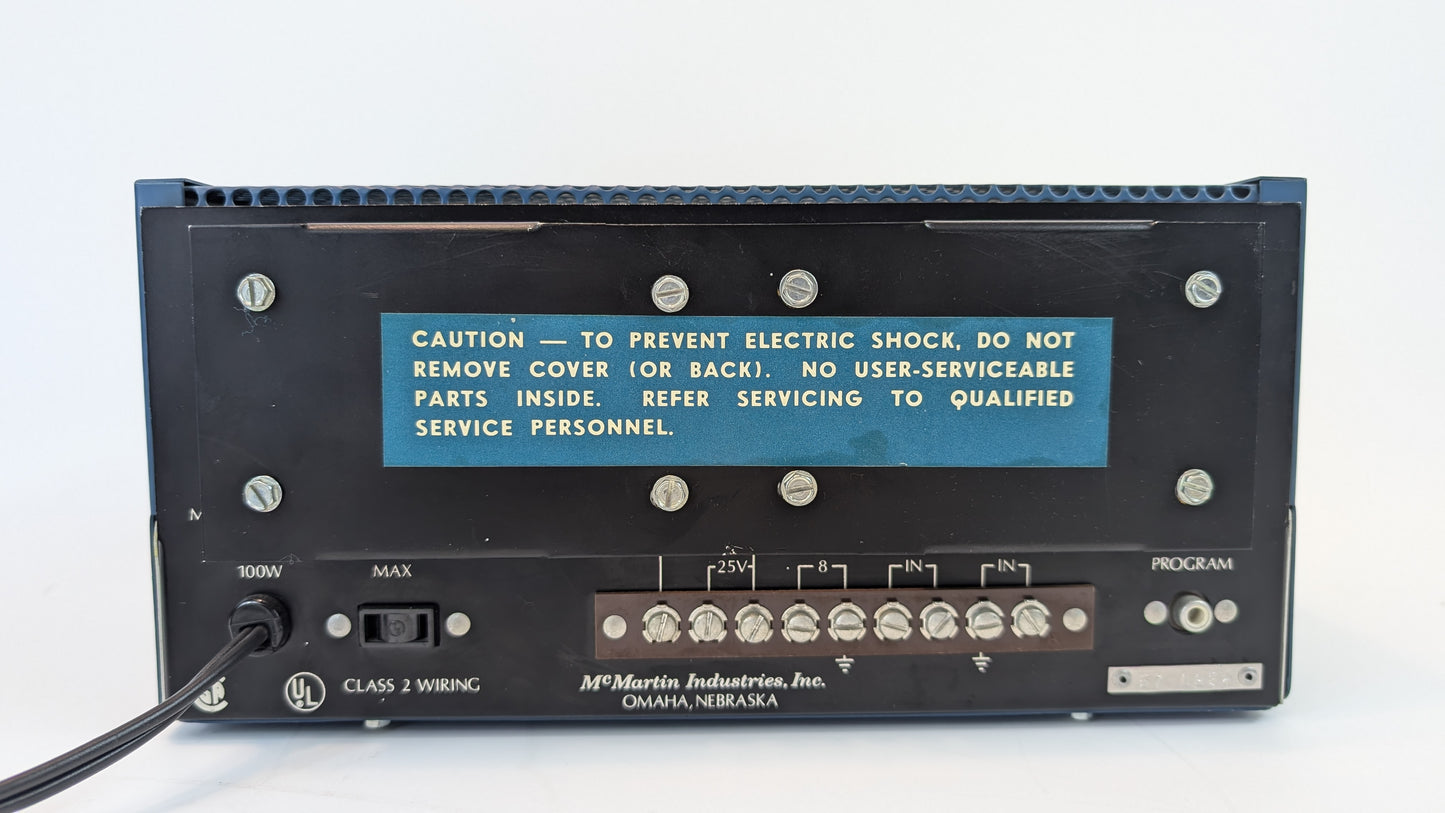 CAUTION — TO PREVENT ELECTRIC SHOCK, DO NOT
REMOVE COVER (OR BACK). NO USER-SERVICEABLE
PARTS INSIDE. REFER SERVICING TO QUALIFIED
SERVICE PERSONNEL.
M
100W
MAX
25V
8
IN
IN
PROGRAM
UL
CLASS 2 WIRING
McMartin Industries, Inc.
OMAHA, NEBRASKA